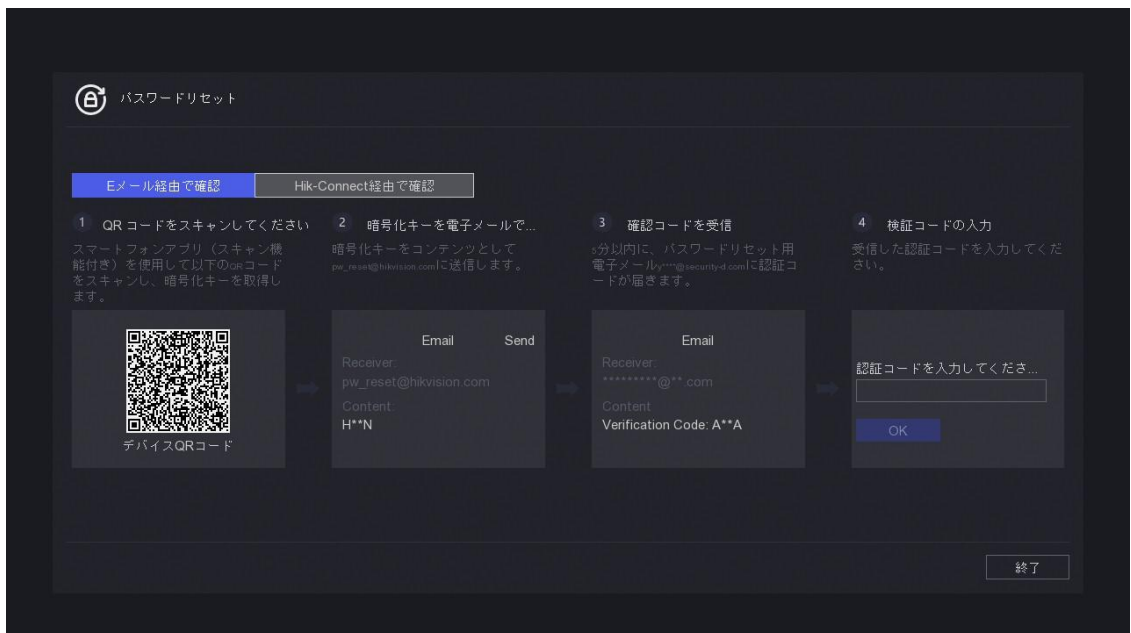 パスワードリセット
Eメール経由で確認
Hik-Connect経由で確認
1 QR コードをスキャンしてください
スマートフォンアプリ（スキャン機
能付き）を使用して以下のQRコード
をスキャンし、暗号化キーを取得し
ます。
デバイスQRコード
2 暗号化キーを電子メールで...
暗号化キーをコンテンツとして
pw_reset@hikvision.comに送信します。
Email Send
Receiver:
pw_reset@hikvision.com
Content:
H**N
3 確認コードを受信
5分以内に、パスワードリセット用
電子メールy****@security-d.comに認証コ
ードが届きます。
Email
Receiver:
*********@**.com
Content
Verification Code: A**A
4 検証コードの入力
受信した認証コードを入力してくだ
さい。
認証コードを入力してくださ...
OK
終了